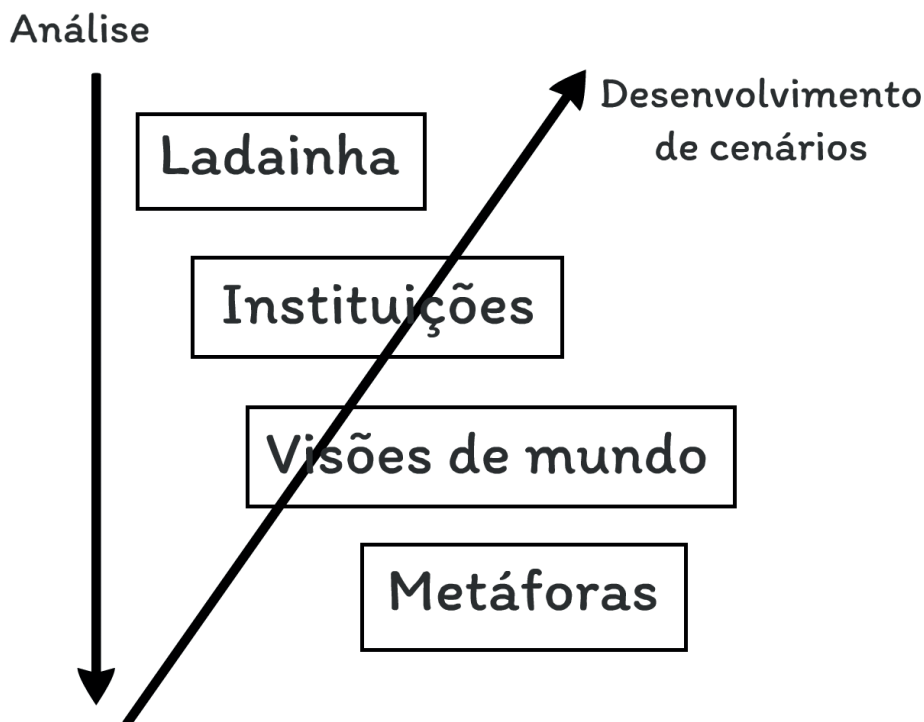 Análise
Desenvolvimento
de cenários
Ladainha
Instituições
Visões de mundo
Metáforas